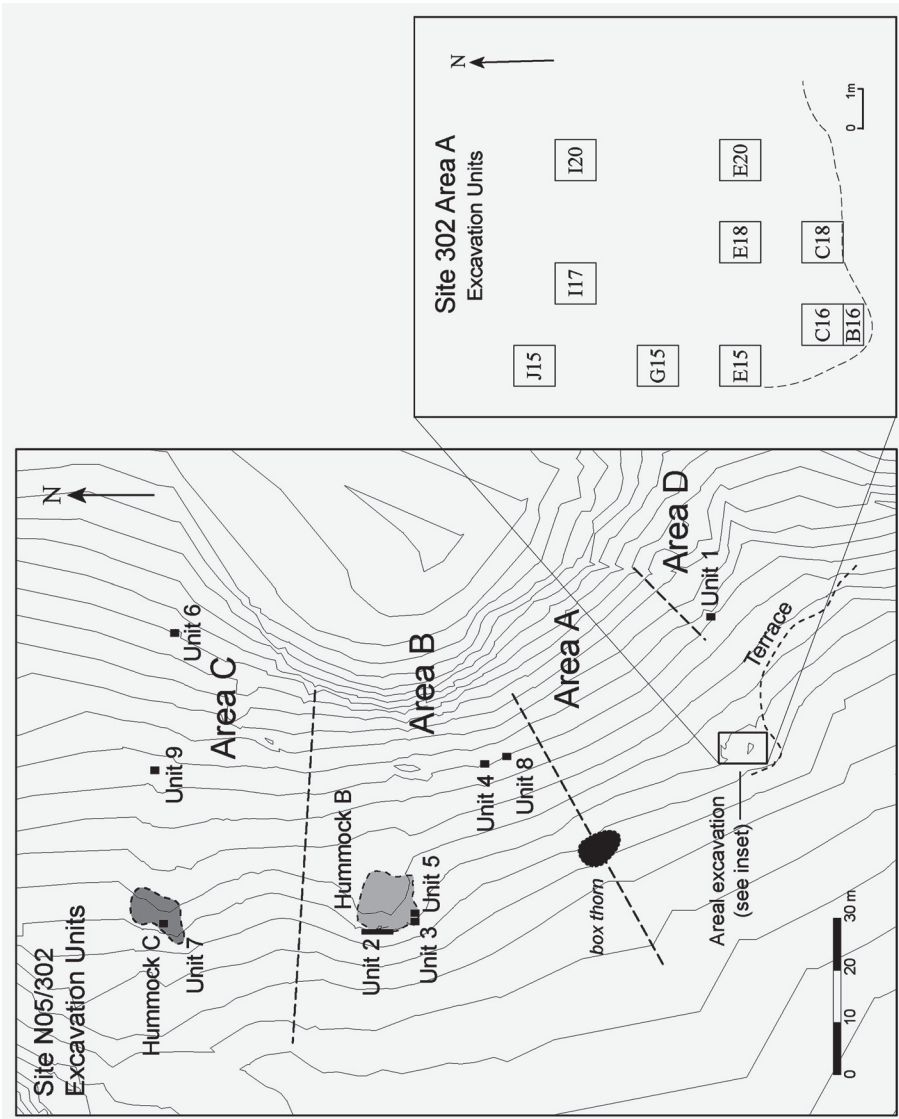 Site N05/302
Excavation Units
N
Unit 6
Area C
Unit 9
Hummock C
Unit 7
Area B
Hummock B
Unit 2
Unit 5
Unit 3
Unit 4
Unit 8
Area A
box thorn
Area D
Unit 1
Terrace
Areal excavation
(see inset)
0 10 20 30 m
Site 302 Area A
Excavation Units
N
J15
I17
I20
G15
E15
E18
E20
C16
C18
B16
0 1m